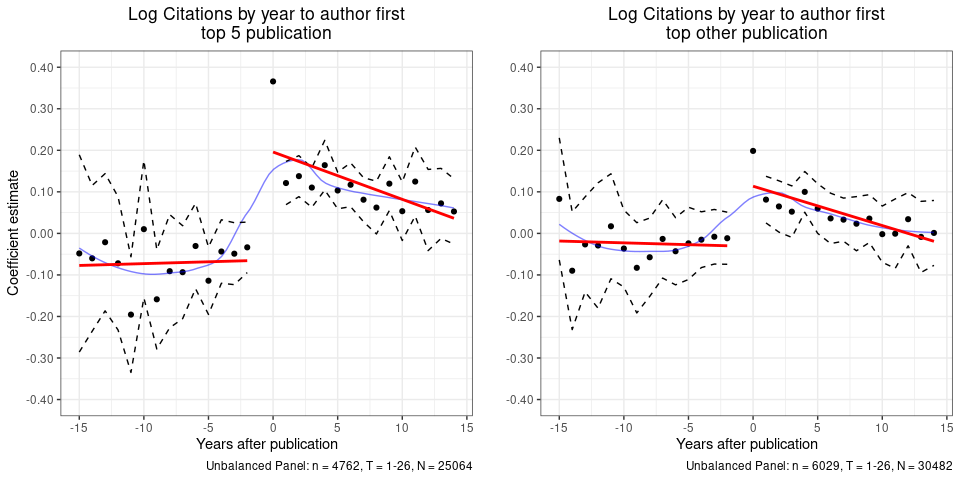 Log Citations by year to author first
top 5 publication
Coefficient estimate
0.40
0.30
0.20
0.10
0.00
-0.10
-0.20
-0.30
-0.40
-15 -10 -5 0 5 10 15
Years after publication
Unbalanced Panel: n = 4762, T = 1-26, N = 25064
Log Citations by year to author first
top other publication
0.40
0.30
0.20
0.10
0.00
-0.10
-0.20
-0.30
-0.40
-15 -10 -5 0 5 10 15
Years after publication
Unbalanced Panel: n = 6029, T = 1-26, N = 30482